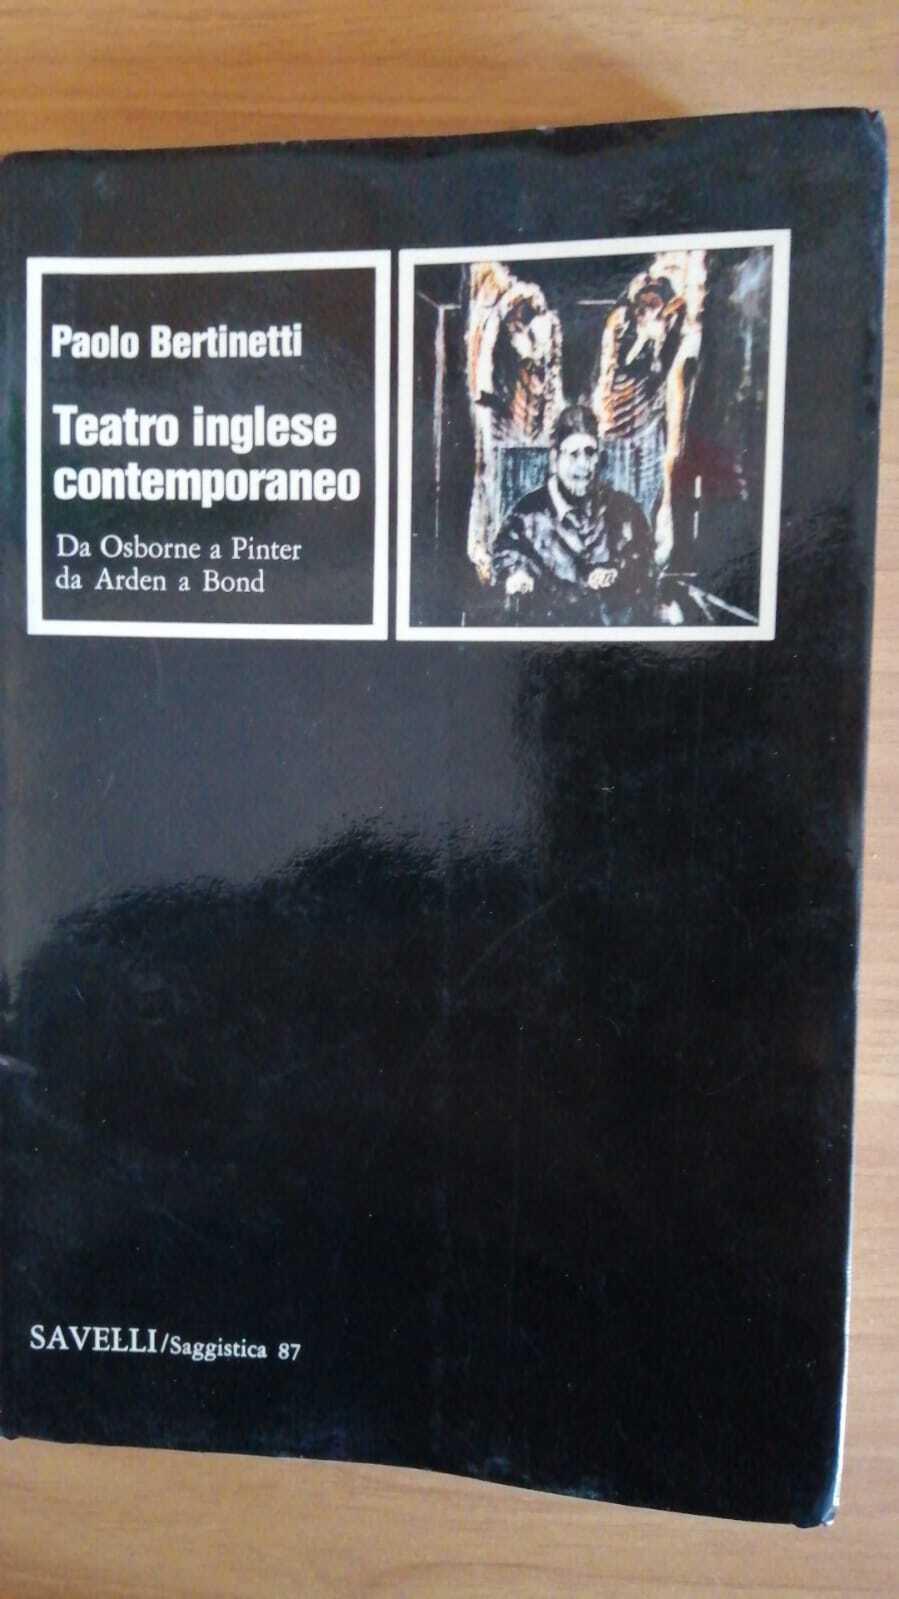 Paolo Bertinetti
Teatro inglese
contemporaneo
Da Osborne a Pinter
da Arden a Bond
SAVELLI/Saggistica 87